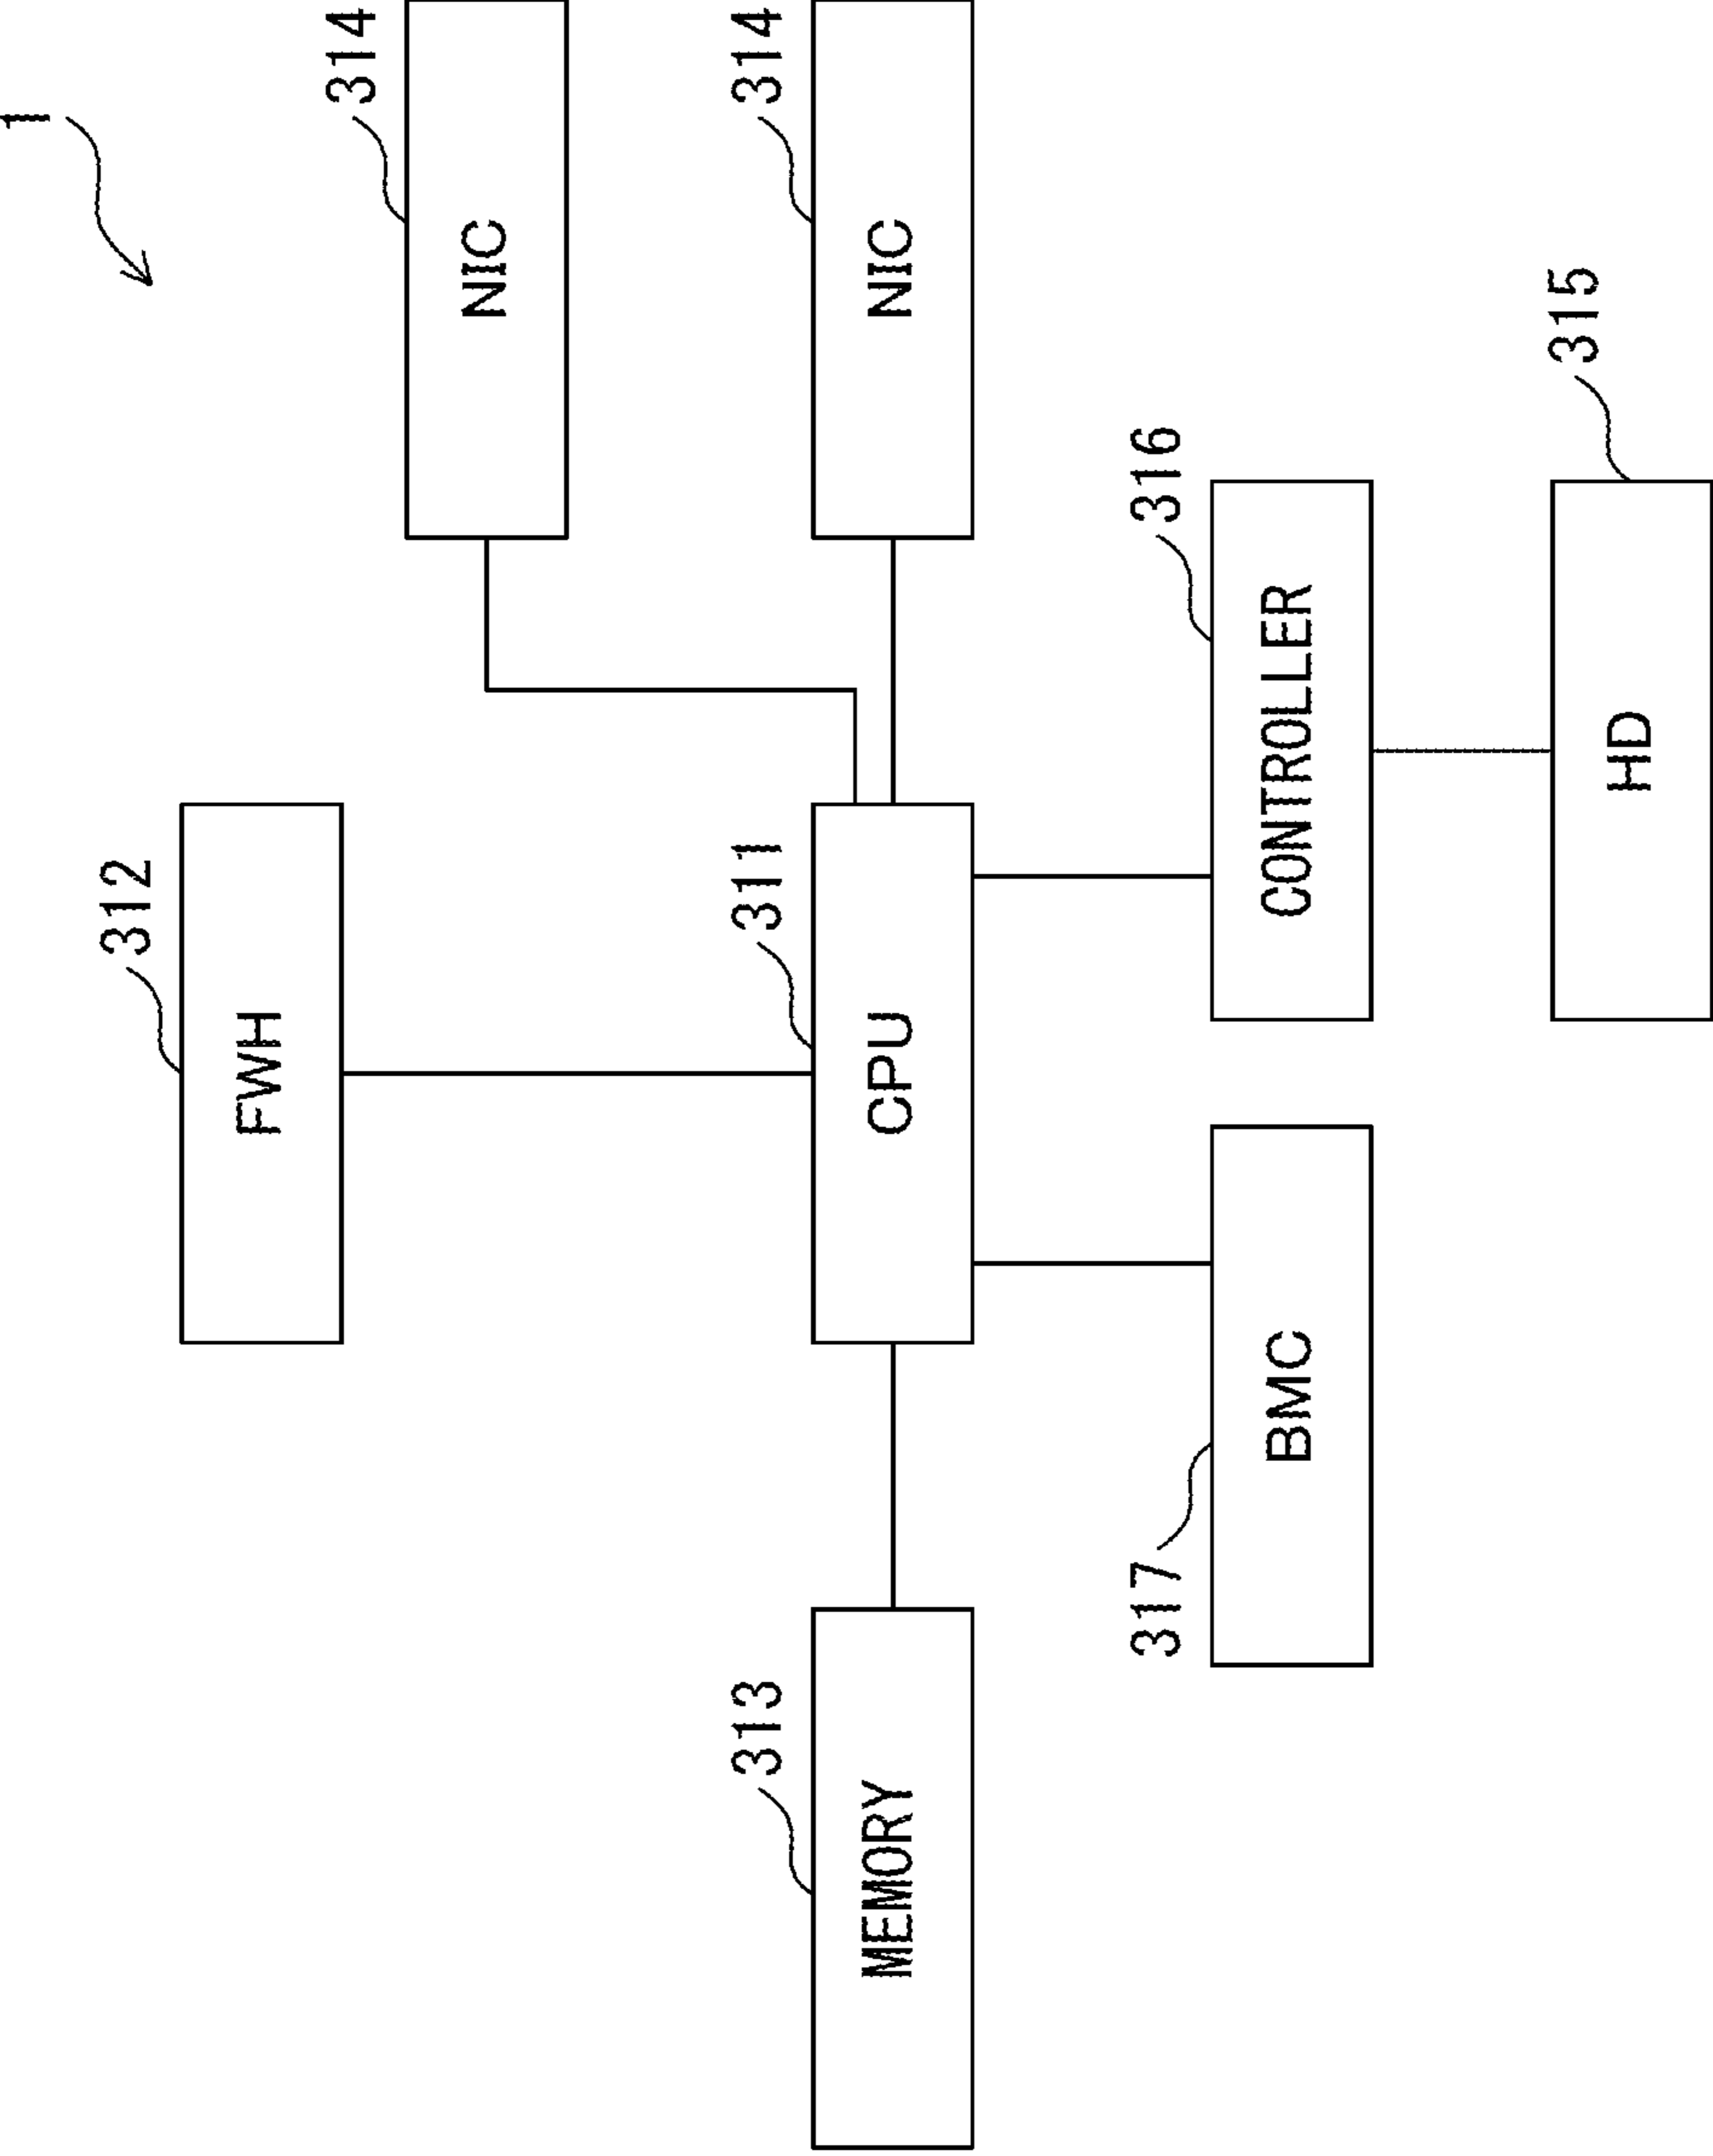 1
312
FWH
314
NIC
313
MEMORY
311
CPU
314
NIC
317
BMC
316
CONTROLLER
315
HD